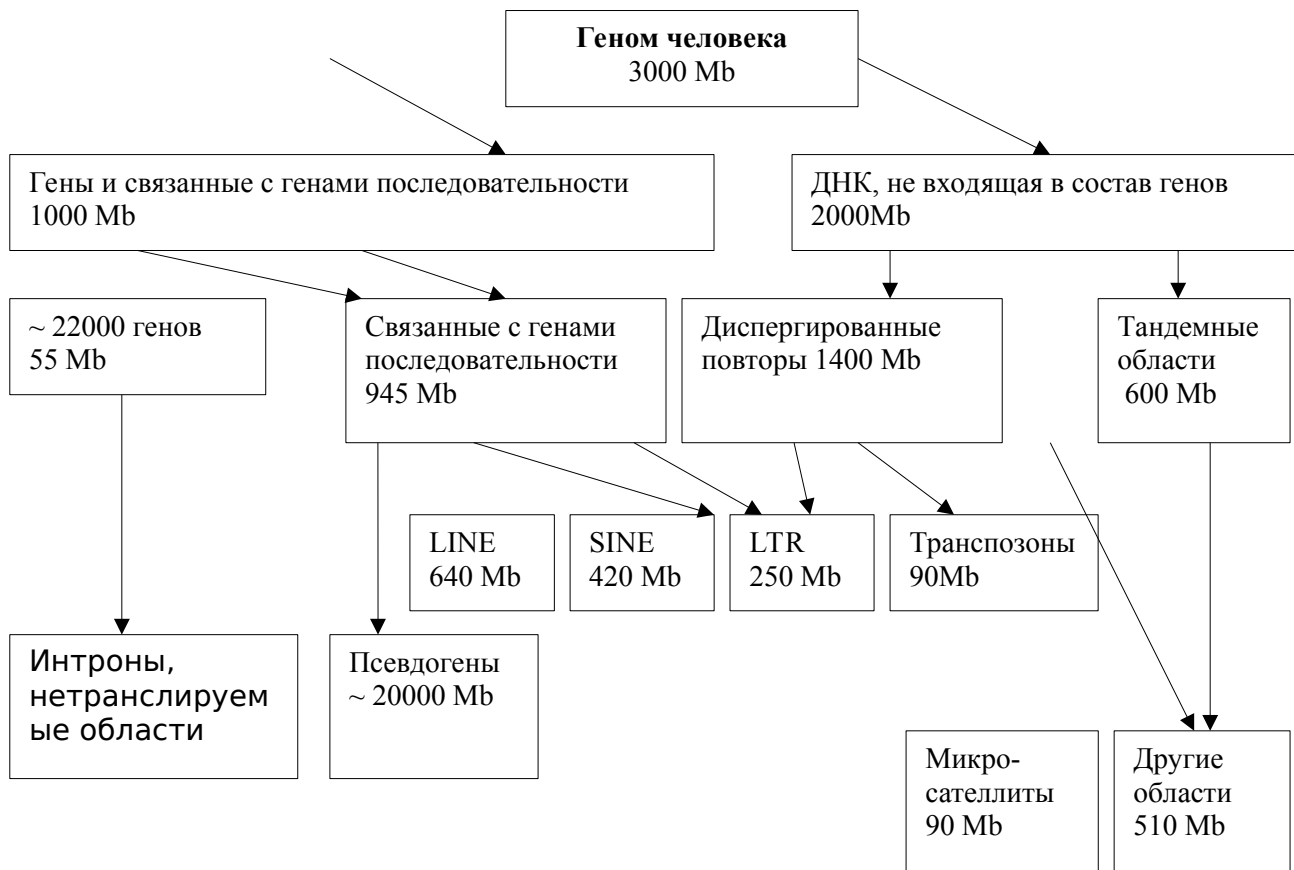 Геном человека
3000 Mb
Гены и связанные с генами последовательности
1000 Mb
ДНК, не входящая в состав генов
2000Mb
~ 22000 генов
55 Mb
Связанные с генами
последовательности
945 Mb
Диспергированные
повторы 1400 Mb
Тандемные
области
600 Mb
LINE
640 Mb
SINE
420 Mb
LTR
250 Mb
Транспозоны
90Mb
Интроны,
нетранслируем
ые области
Псевдогены
~ 20000 Mb
Микро-
сателлиты
90 Mb
Другие
области
510 Mb